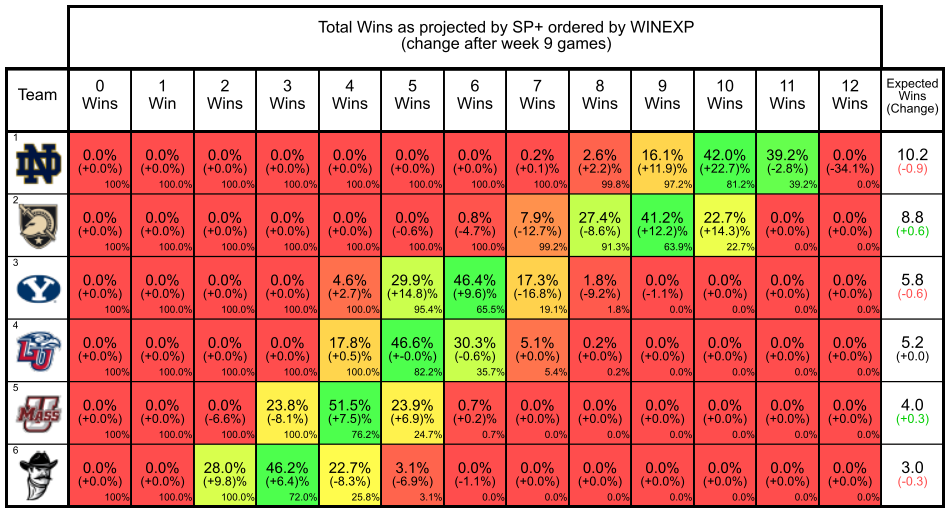 Total Wins as projected by SP+ ordered by WINEXP
(change after week 9 games)
Team 0 Wins 1 Win 2 Wins 3 Wins 4 Wins 5 Wins 6 Wins 7 Wins 8 Wins 9 Wins 10 Wins 11 Wins 12 Wins Expected Wins (Change)
1
ND
0.0% 0.0% 0.0% 0.0% 0.0% 0.0% 0.0% 0.2% 2.6% 16.1% 42.0% 39.2% 0.0% 10.2
(+0.0%) (+0.0%) (+0.0%) (+0.0%) (+0.0%) (+0.0%) (+0.0%) (+0.1%) (+2.2%) (+11.9%) (+22.7%) (-2.8%) (-34.1%) (-0.9)
100% 100.0% 100.0% 100.0% 100.0% 100.0% 100.0% 100.0% 99.8% 97.2% 81.2% 39.2% 0.0%
2
0.0% 0.0% 0.0% 0.0% 0.0% 0.0% 0.8% 7.9% 27.4% 41.2% 22.7% 0.0% 0.0% 8.8
(+0.0%) (+0.0%) (+0.0%) (+0.0%) (+0.0%) (-0.6%) (-4.7%) (-12.7%) (-8.6%) (+12.2%) (+14.3%) (+0.0%) (+0.0%) (+0.6)
100% 100.0% 100.0% 100.0% 100.0% 100.0% 100.0% 99.2% 91.3% 63.9% 22.7% 0.0% 0.0%
3
Y
0.0% 0.0% 0.0% 0.0% 4.6% 29.9% 46.4% 17.3% 1.8% 0.0% 0.0% 0.0% 0.0% 5.8
(+0.0%) (+0.0%) (+0.0%) (+0.0%) (+2.7)% (+14.8)% (+9.6)% (-16.8%) (-9.2%) (-1.1%) (+0.0%) (+0.0%) (+0.0%) (-0.6)
100% 100.0% 100.0% 100.0% 100.0% 95.4% 65.5% 19.1% 1.8% 0.0% 0.0% 0.0% 0.0%
4
LU
0.0% 0.0% 0.0% 0.0% 17.8% 46.6% 30.3% 5.1% 0.2% 0.0% 0.0% 0.0% 0.0% 5.2
(+0.0%) (+0.0%) (+0.0%) (+0.0%) (+0.5)% (+-0.0%) (-0.6%) (+0.0%) (+0.0%) (+0.0%) (+0.0%) (+0.0%) (+0.0%) (+0.0)
100% 100.0% 100.0% 100.0% 100.0% 82.2% 35.7% 5.4% 0.2% 0.0% 0.0% 0.0% 0.0%
5
U MASS
0.0% 0.0% 0.0% 23.8% 51.5% 23.9% 0.7% 0.0% 0.0% 0.0% 0.0% 0.0% 0.0% 4.0
(+0.0%) (+0.0%) (-6.6%) (-8.1%) (+7.5)% (+6.9)% (+0.2)% (+0.0%) (+0.0%) (+0.0%) (+0.0%) (+0.0%) (+0.0%) (+0.3)
100% 100.0% 100.0% 100.0% 76.2% 24.7% 0.7% 0.0% 0.0% 0.0% 0.0% 0.0% 0.0%
6
0.0% 0.0% 28.0% 46.2% 22.7% 3.1% 0.0% 0.0% 0.0% 0.0% 0.0% 0.0% 0.0% 3.0
(+0.0%) (+0.0%) (+9.8)% (+6.4)% (-8.3%) (-6.9%) (-1.1%) (+0.0%) (+0.0%) (+0.0%) (+0.0%) (+0.0%) (+0.0%) (-0.3)
100% 100.0% 100.0% 72.0% 25.8% 3.1% 0.0% 0.0% 0.0% 0.0% 0.0% 0.0% 0.0%